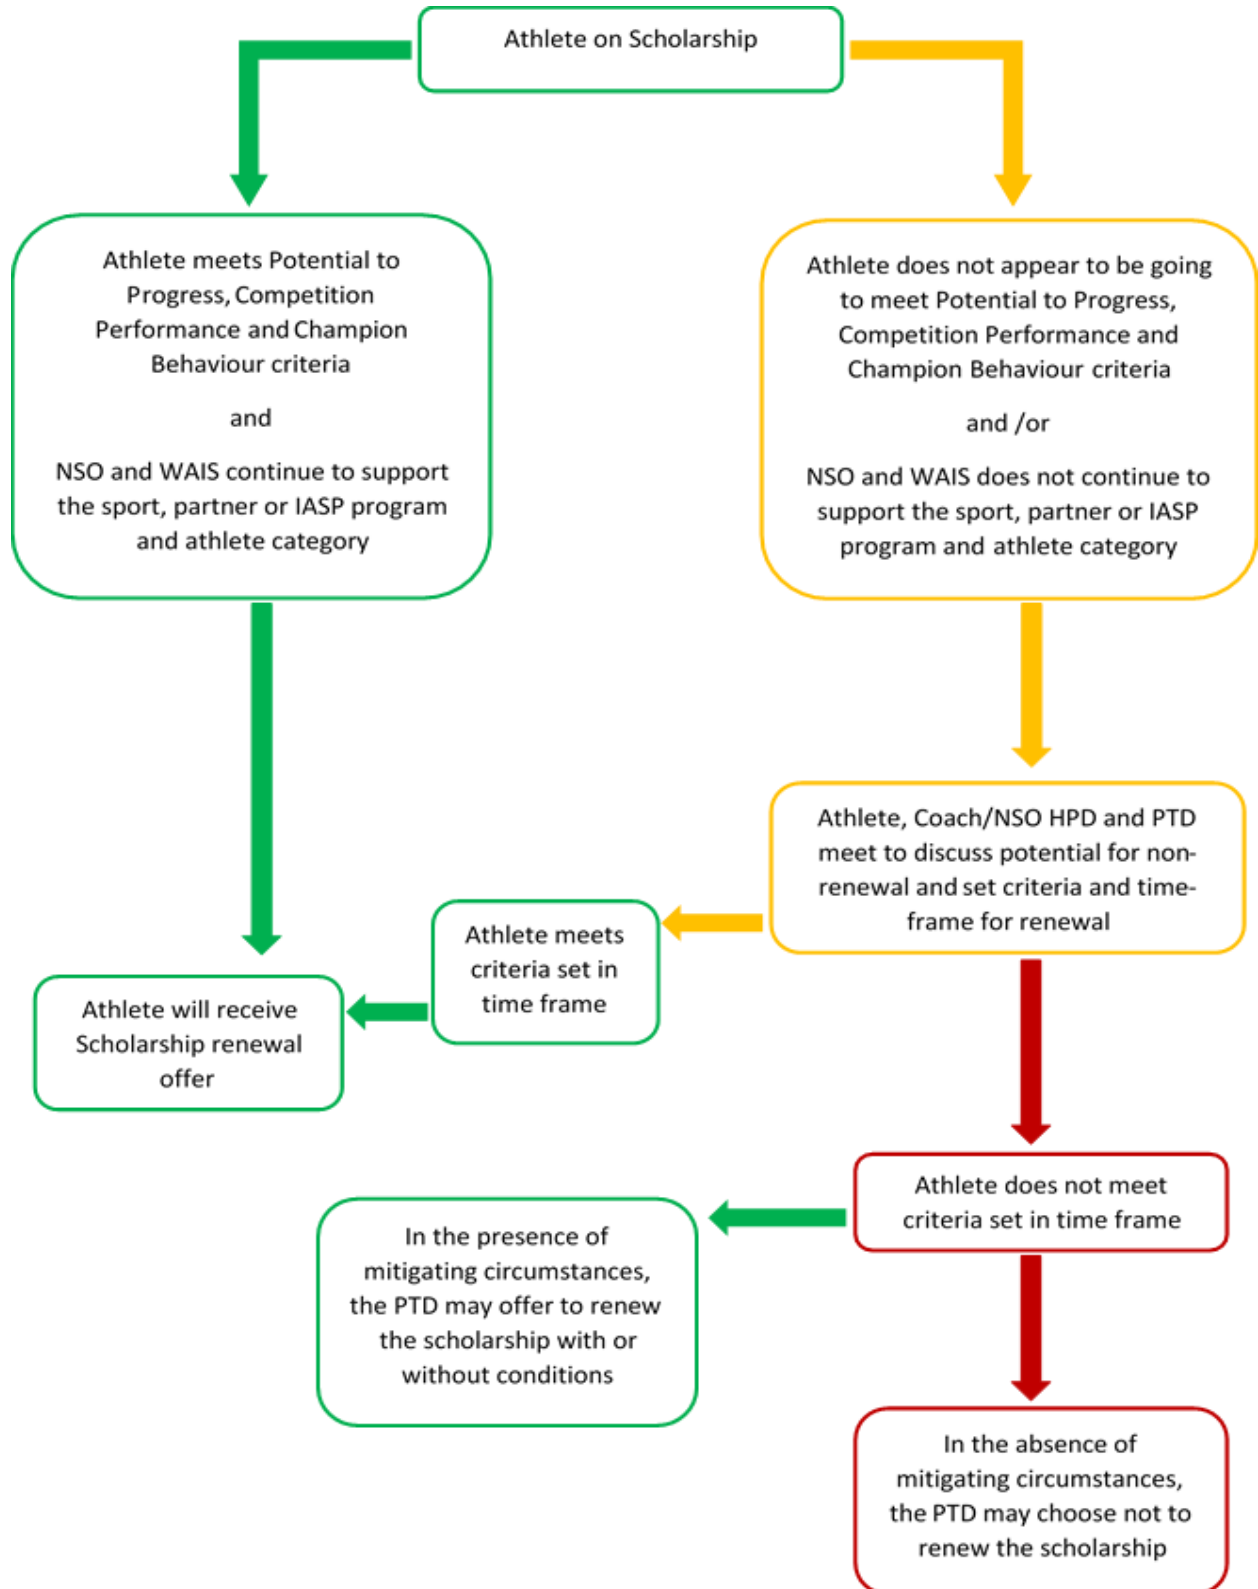 Athlete on Scholarship
Athlete meets Potential to
Progress, Competition
Performance and Champion
Behaviour criteria
and
NSO and WAIS continue to support
the sport, partner or IASP program
and athlete category
Athlete does not appear to be going
to meet Potential to Progress,
Competition Performance and
Champion Behaviour criteria
and /or
NSO and WAIS does not continue to
support the sport, partner or IASP
program and athlete category
Athlete, Coach/NSO HPD and PTD
meet to discuss potential for non-
renewal and set criteria and time-
frame for renewal
Athlete meets
criteria set in
time frame
Athlete will receive
Scholarship renewal
offer
Athlete does not meet
criteria set in time frame
In the presence of
mitigating circumstances,
the PTD may offer to renew
the scholarship with or
without conditions
In the absence of
mitigating circumstances,
the PTD may choose not to
renew the scholarship